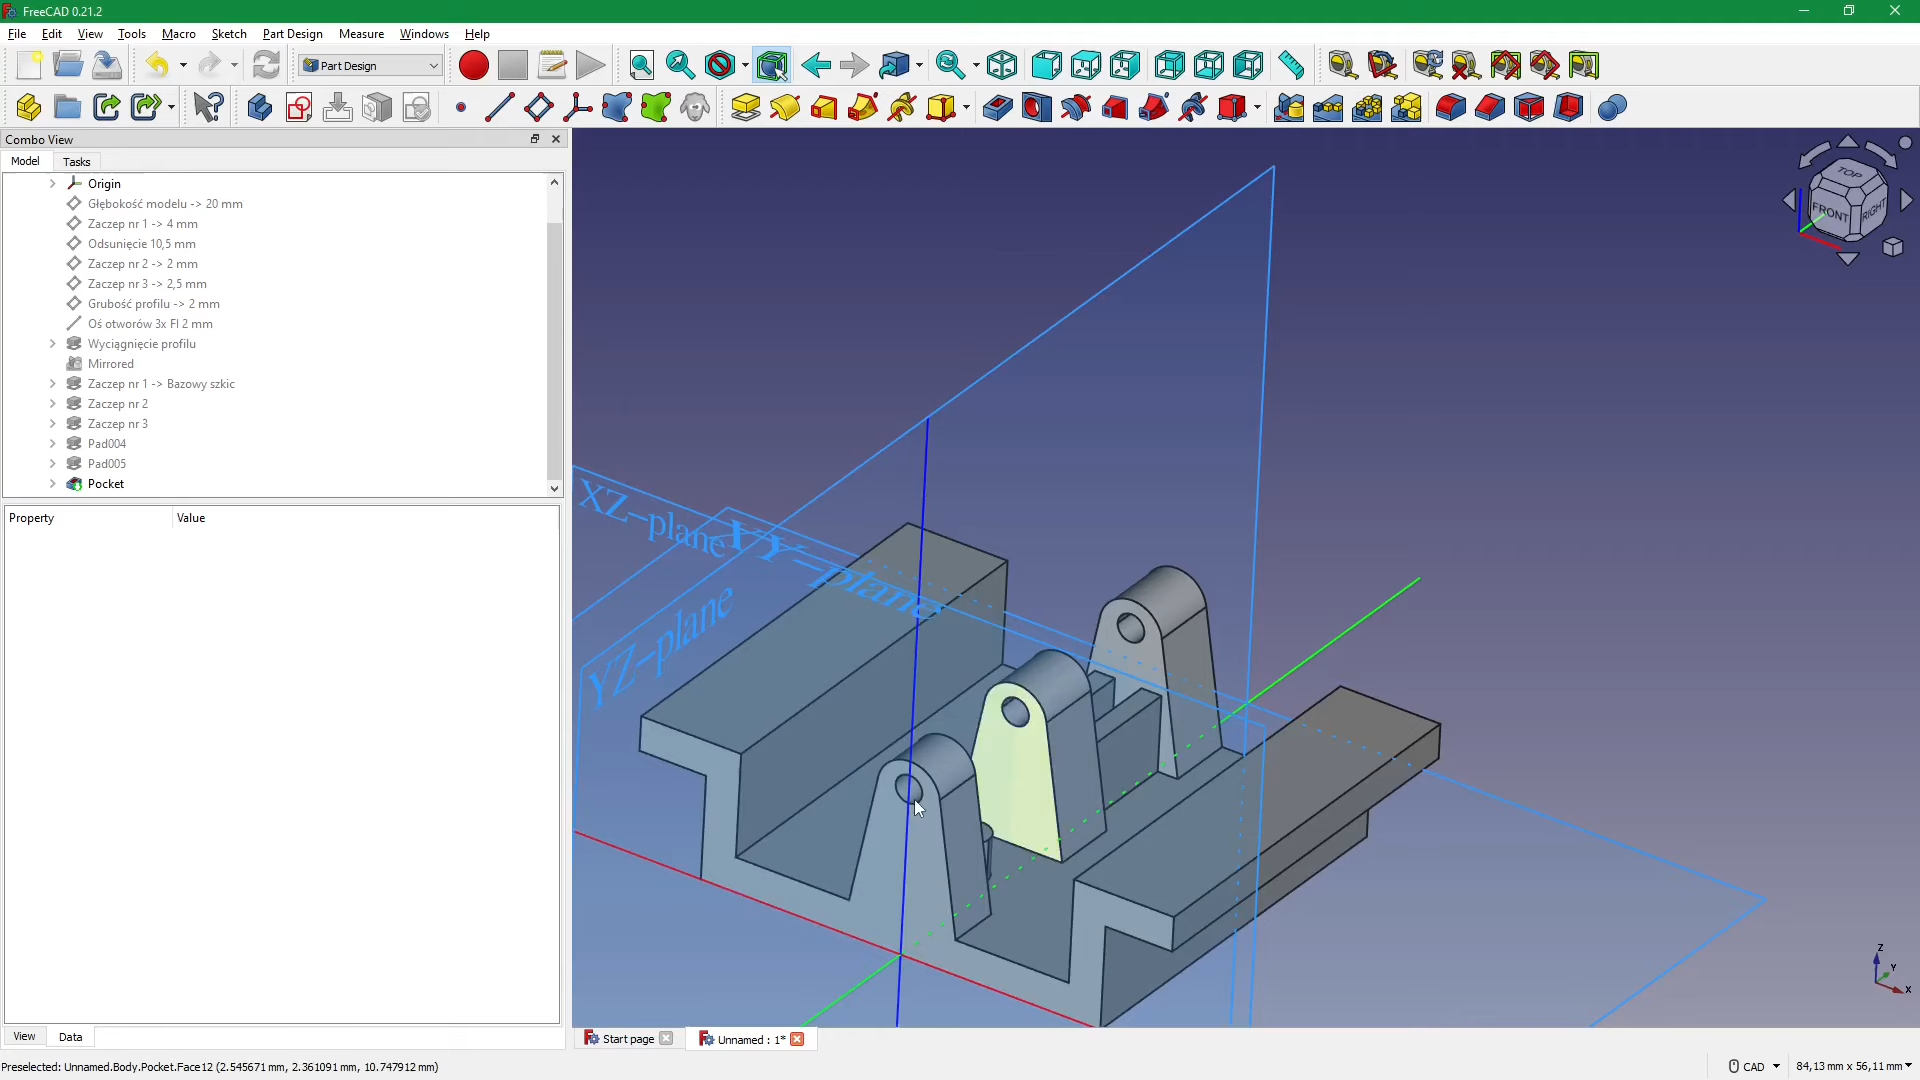 FreeCAD 0.21.2
File Edit View Tools Macro Sketch Part Design Measure Windows Help
Part Design
Combo View
Model Tasks
Origin
Głębokość modelu -> 20 mm
Zaczep nr 1 -> 4 mm
Odsunięcie 10,5 mm
Zaczep nr 2 -> 2 mm
Zaczep nr 3 -> 2,5 mm
Grubość profilu -> 2 mm
Oś otworów 3x FI 2 mm
Wyciągnięcie profilu
Mirrored
Zaczep nr 1 -> Bazowy szkic
Zaczep nr 2
Zaczep nr 3
Pad004
Pad005
Pocket
Property Value
TOP
FRONT RIGHT
XZ-plane
XY-plane
YZ-plane
Z
Y
X
View Data
Start page Unnamed : 1*
Preselected: Unnamed.Body.Pocket.Face12 (2.545671 mm, 2.361091 mm, 10.747912 mm)
CAD 84,13 mm x 56,11 mm